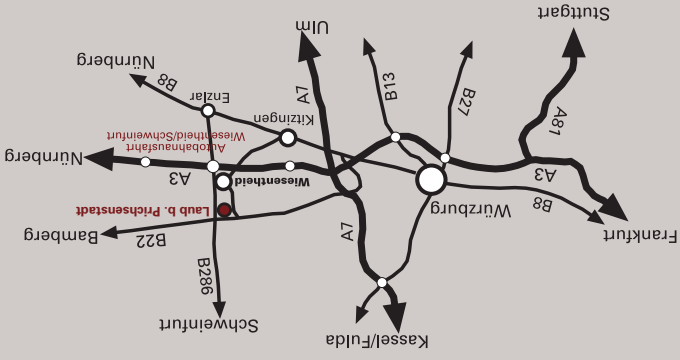 Kassel/Fulda
Schweinfurt
Frankfurt
B286
A7
B22
Bamberg
B8
Würzburg
Laub b. Prichsenstadt
A3
Wiesentheid
A3
Nürnberg
Autobahnausfahrt
Wiesentheid/Schweinfurt
A81
Kitzingen
B27
Enzlar
B13
A7
B8
Nürnberg
Ulm
Stuttgart